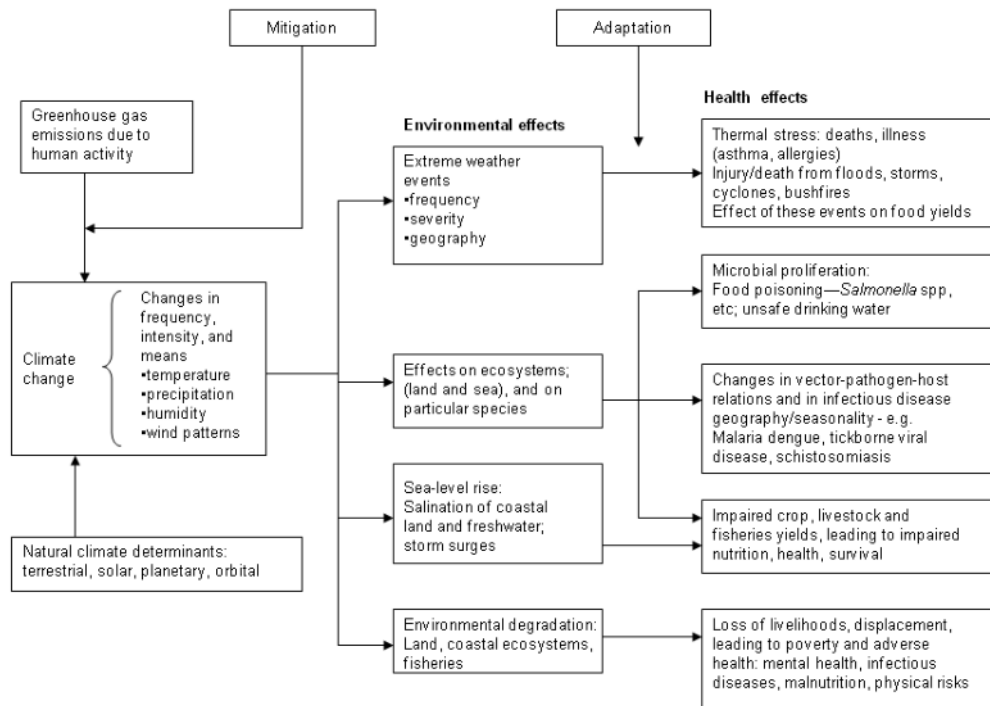 Mitigation
Adaptation
Greenhouse gas
emissions due to
human activity
Environmental effects
Health effects
Extreme weather
events
▪frequency
▪severity
▪geography
Thermal stress: deaths, illness
(asthma, allergies)
Injury/death from floods, storms,
cyclones, bushfires
Effect of these events on food yields
Climate
change
Changes in
frequency,
intensity, and
means
▪temperature
▪precipitation
▪humidity
▪wind patterns
Microbial proliferation:
Food poisoning—Salmonella spp,
etc; unsafe drinking water
Effects on ecosystems;
(land and sea), and on
particular species
Changes in vector-pathogen-host
relations and in infectious disease
geography/seasonality - e.g.
Malaria dengue, tickborne viral
disease, schistosomiasis
Sea-level rise:
Salination of coastal
land and freshwater;
storm surges
Impaired crop, livestock and
fisheries yields, leading to impaired
nutrition, health, survival
Natural climate determinants:
terrestrial, solar, planetary, orbital
Environmental degradation:
Land, coastal ecosystems,
fisheries
Loss of livelihoods, displacement,
leading to poverty and adverse
health: mental health, infectious
diseases, malnutrition, physical risks